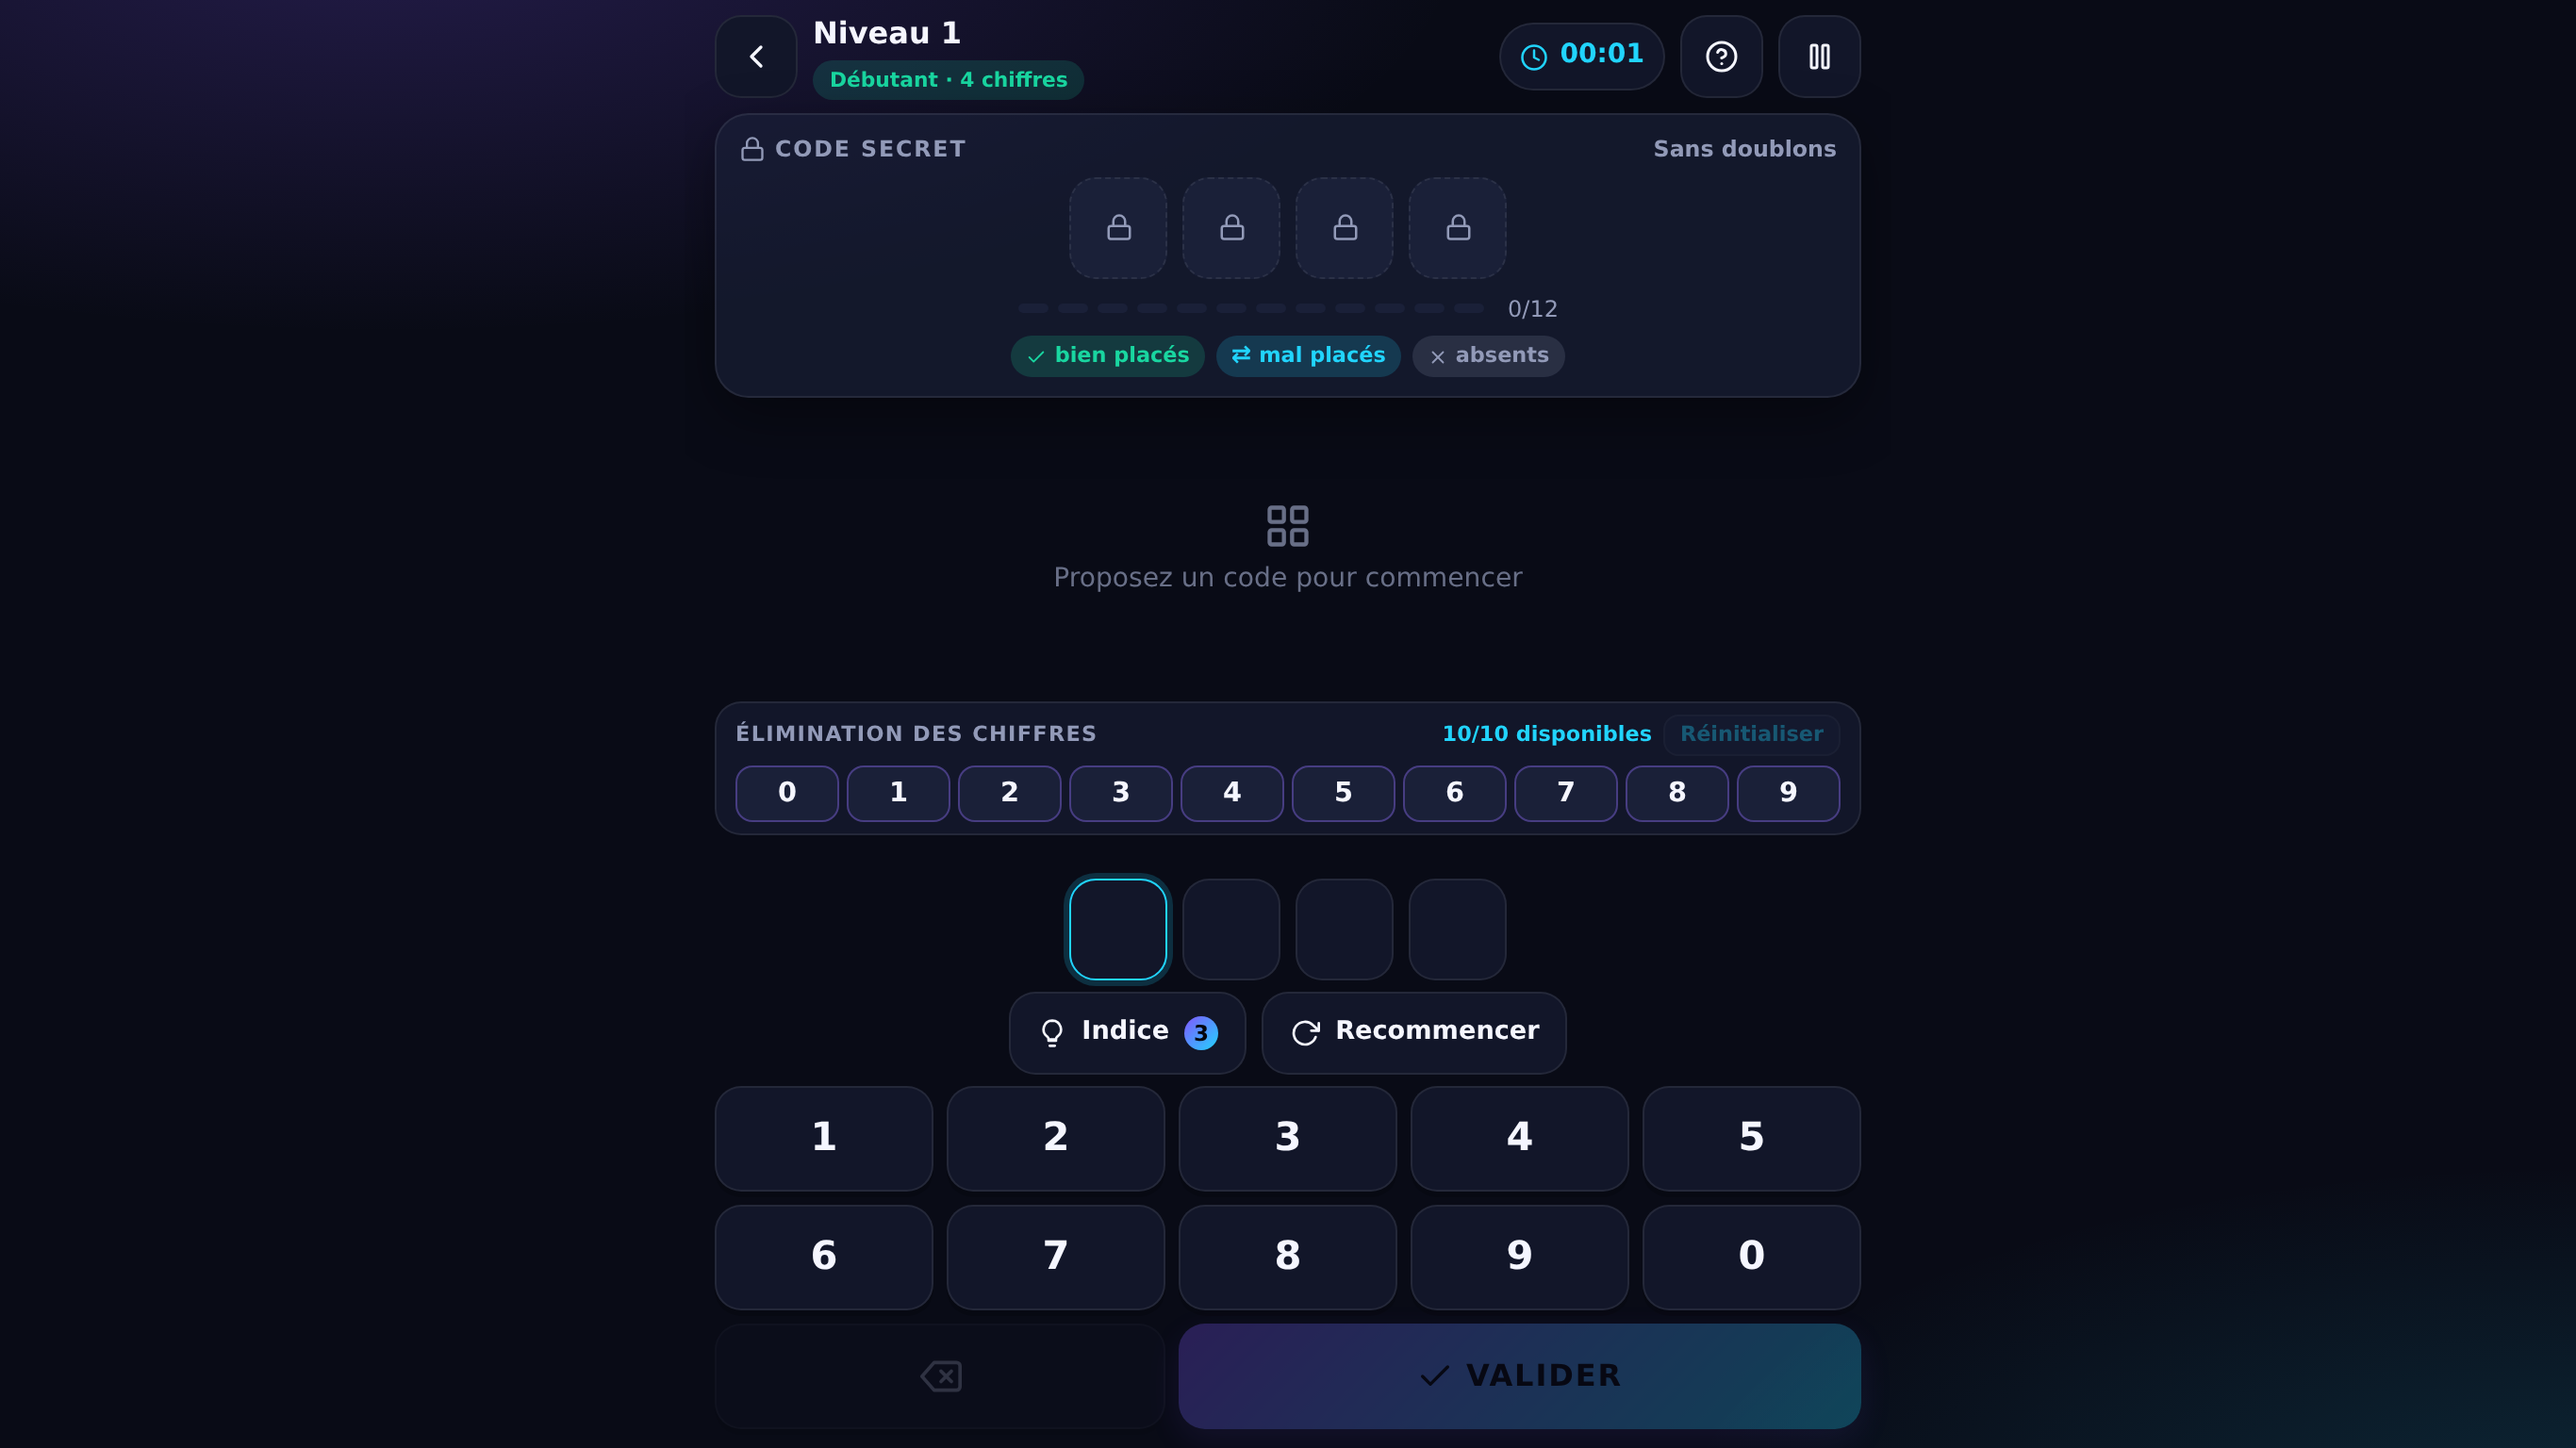 Niveau 1
Débutant · 4 chiffres
00:01
CODE SECRET
Sans doublons
0/12
bien placés
mal placés
absents
Proposez un code pour commencer
ÉLIMINATION DES CHIFFRES
10/10 disponibles
Réinitialiser
0 1 2 3 4 5 6 7 8 9
Indice 3
Recommencer
1 2 3 4 5
6 7 8 9 0
VALIDER